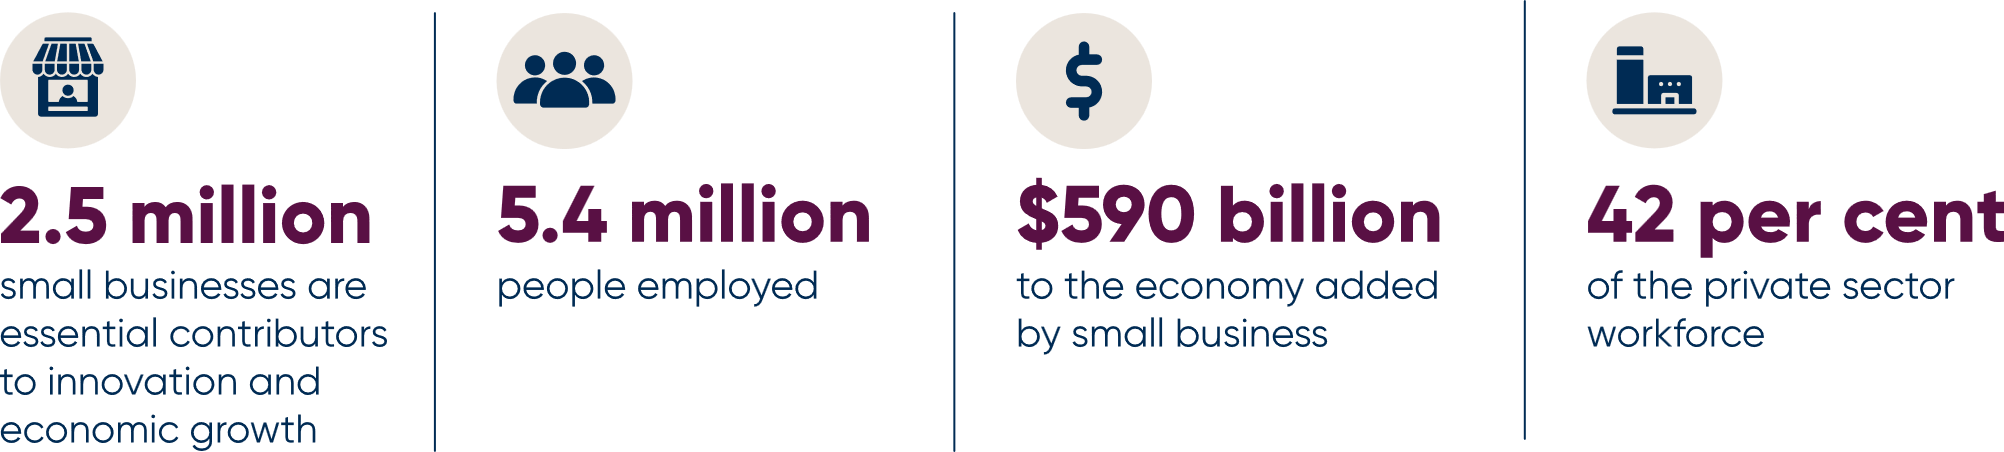 2.5 million
small businesses are
essential contributors
to innovation and
economic growth
5.4 million
people employed
$590 billion
to the economy added
by small business
42 per cent
of the private sector
workforce